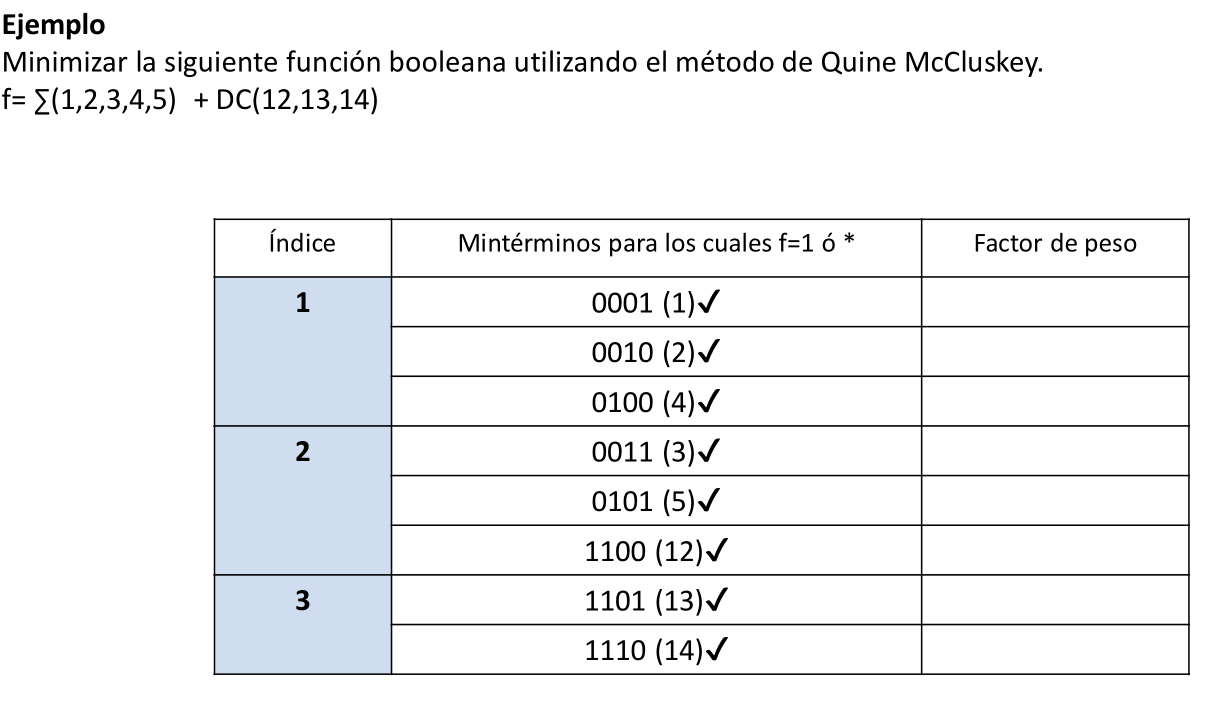 Ejemplo
Minimizar la siguiente función booleana utilizando el método de Quine McCluskey.
f= ∑(1,2,3,4,5)  + DC(12,13,14)
Índice Mintérminos para los cuales f=1 ó * Factor de peso
1 0001 (1)✓
0010 (2)✓
0100 (4)✓
2 0011 (3)✓
0101 (5)✓
1100 (12)✓
3 1101 (13)✓
1110 (14)✓